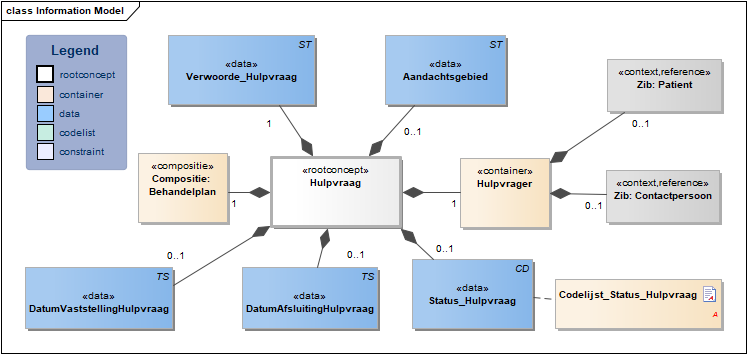 class Information Model
Legend
rootconcept
container
data
codelist
constraint
ST
«data»
Verwoorde_Hulpvraag
1
ST
«data»
Aandachtsgebied
0..1
«context,reference»
Zib: Patient
0..1
«compositie»
Compositie:
Behandelplan
1
«rootconcept»
Hulpvraag
«container»
Hulpvrager
1
«context,reference»
Zib: Contactpersoon
0..1
TS
«data»
DatumVaststellingHulpvraag
0..1
TS
«data»
DatumAfsluitingHulpvraag
0..1
CD
«data»
Status_Hulpvraag
0..1
Codelijst_Status_Hulpvraag
A